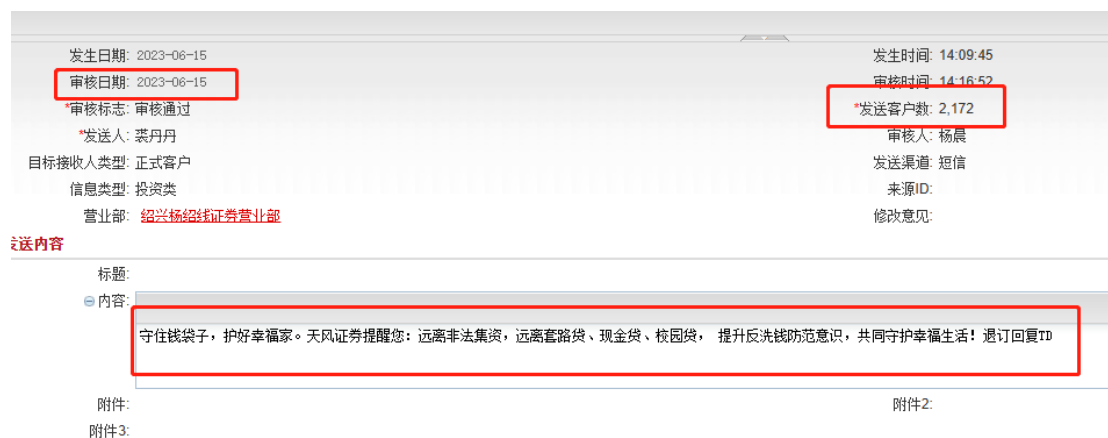 发生日期: 2023-06-15 发生时间: 14:09:45
审核日期: 2023-06-15 审核时间: 14:16:52
*审核标志: 审核通过 *发送客户数: 2,172
*发送人: 裘丹丹 审核人: 杨晨
目标接收人类型: 正式客户 发送渠道: 短信
信息类型: 投资类 来源ID:
营业部: 绍兴杨绍线证券营业部 修改意见:
发送内容
标题:
内容:
守住钱袋子，护好幸福家。天风证券提醒您：远离非法集资，远离套路贷、现金贷、校园贷， 提升反洗钱防范意识，共同守护幸福生活！退订回复TD
附件: 附件2:
附件3: